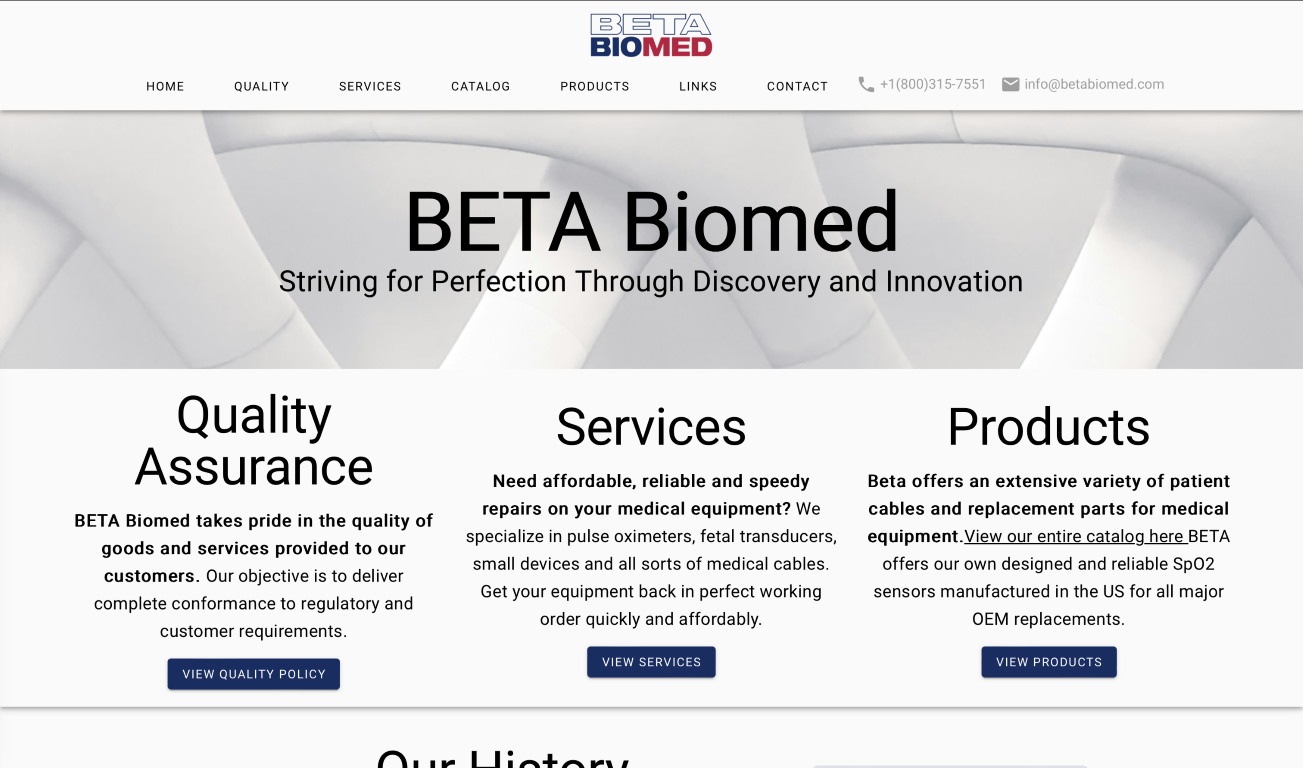 BETA
BIOMED
HOME QUALITY SERVICES CATALOG PRODUCTS LINKS CONTACT +1(800)315-7551 info@betabiomed.com
BETA Biomed
Striving for Perfection Through Discovery and Innovation
Quality
Assurance
BETA Biomed takes pride in the quality of
goods and services provided to our
customers. Our objective is to deliver
complete conformance to regulatory and
customer requirements.
VIEW QUALITY POLICY
Services
Need affordable, reliable and speedy
repairs on your medical equipment? We
specialize in pulse oximeters, fetal transducers,
small devices and all sorts of medical cables.
Get your equipment back in perfect working
order quickly and affordably.
VIEW SERVICES
Products
Beta offers an extensive variety of patient
cables and replacement parts for medical
equipment.View our entire catalog here BETA
offers our own designed and reliable SpO2
sensors manufactured in the US for all major
OEM replacements.
VIEW PRODUCTS
Our History